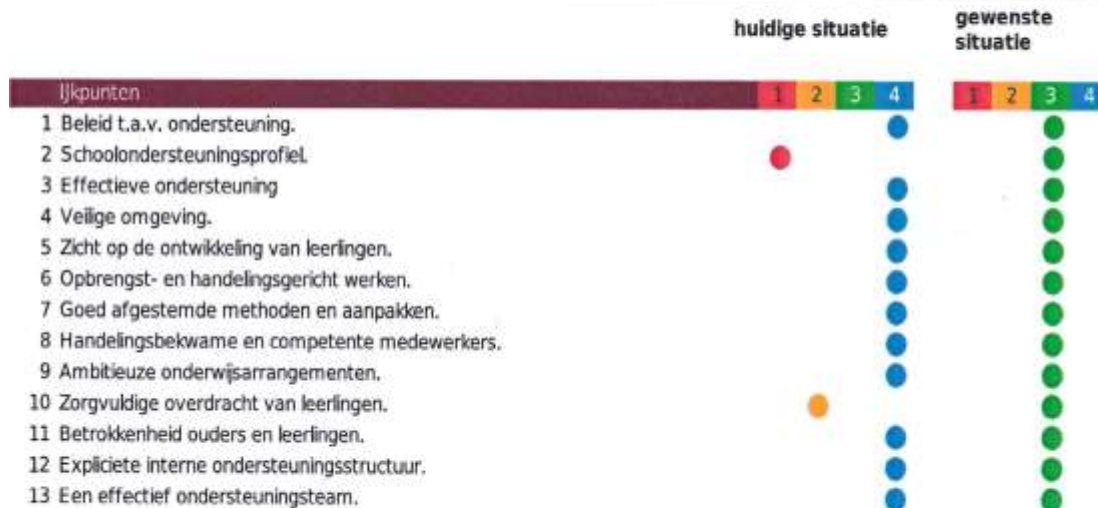 huidige situatie
gewenste
situatie
IJkpunten 1 2 3 4 1 2 3 4
1 Beleid t.a.v. ondersteuning.
2 Schoolondersteuningsprofiel.
3 Effectieve ondersteuning
4 Veilige omgeving.
5 Zicht op de ontwikkeling van leerlingen.
6 Opbrengst- en handelingsgericht werken.
7 Goed afgestemde methoden en aanpakken.
8 Handelingsbekwame en competente medewerkers.
9 Ambitieuze onderwijsarrangementen.
10 Zorgvuldige overdracht van leerlingen.
11 Betrokkenheid ouders en leerlingen.
12 Expliciete interne ondersteuningsstructuur.
13 Een effectief ondersteuningsteam.